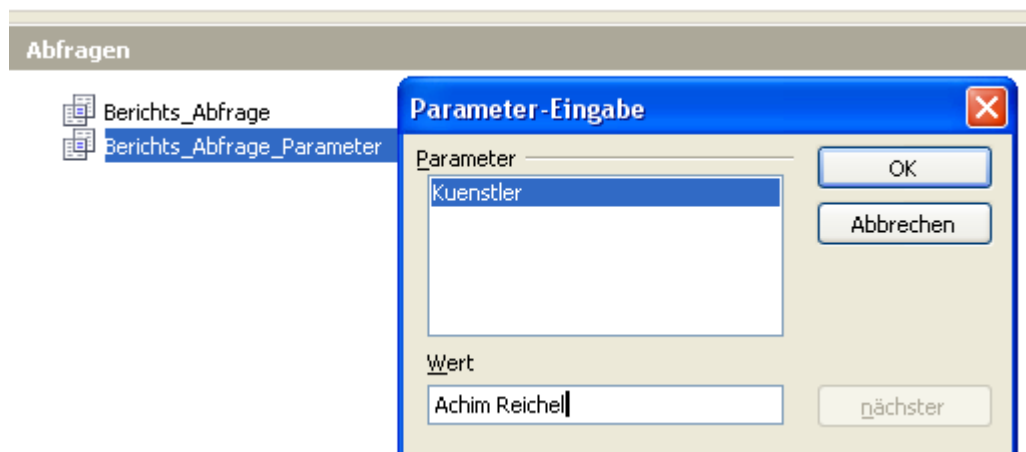 Abfragen
Berichts_Abfrage
Berichts_Abfrage_Parameter
Parameter-Eingabe
Parameter
Kuenstler
OK
Abbrechen
Wert
Achim Reichel
nächster